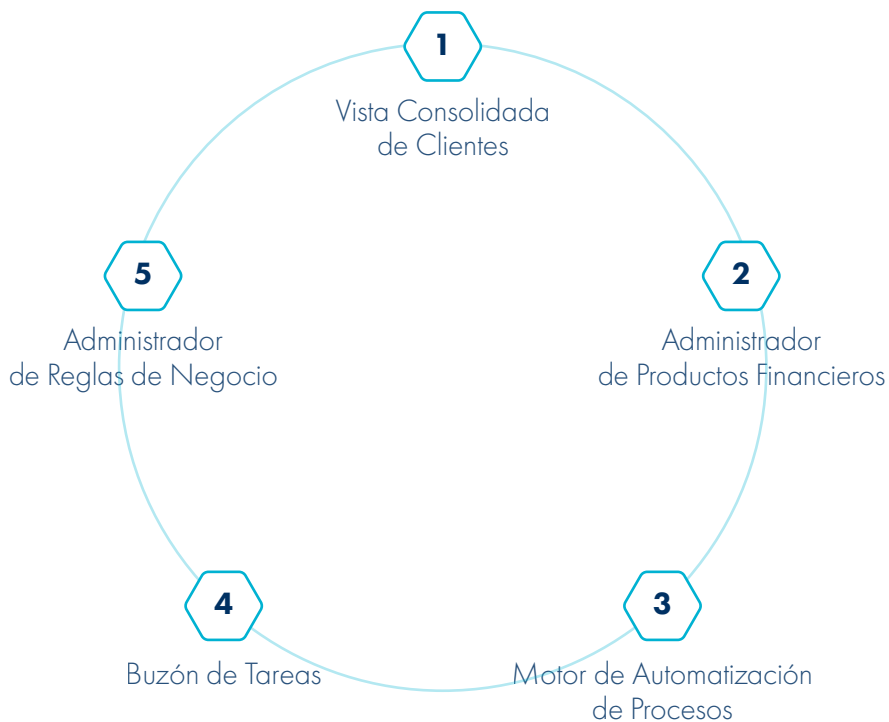 1
Vista Consolidada
de Clientes
2
Administrador
de Productos Financieros
3
Motor de Automatización
de Procesos
4
Buzón de Tareas
5
Administrador
de Reglas de Negocio